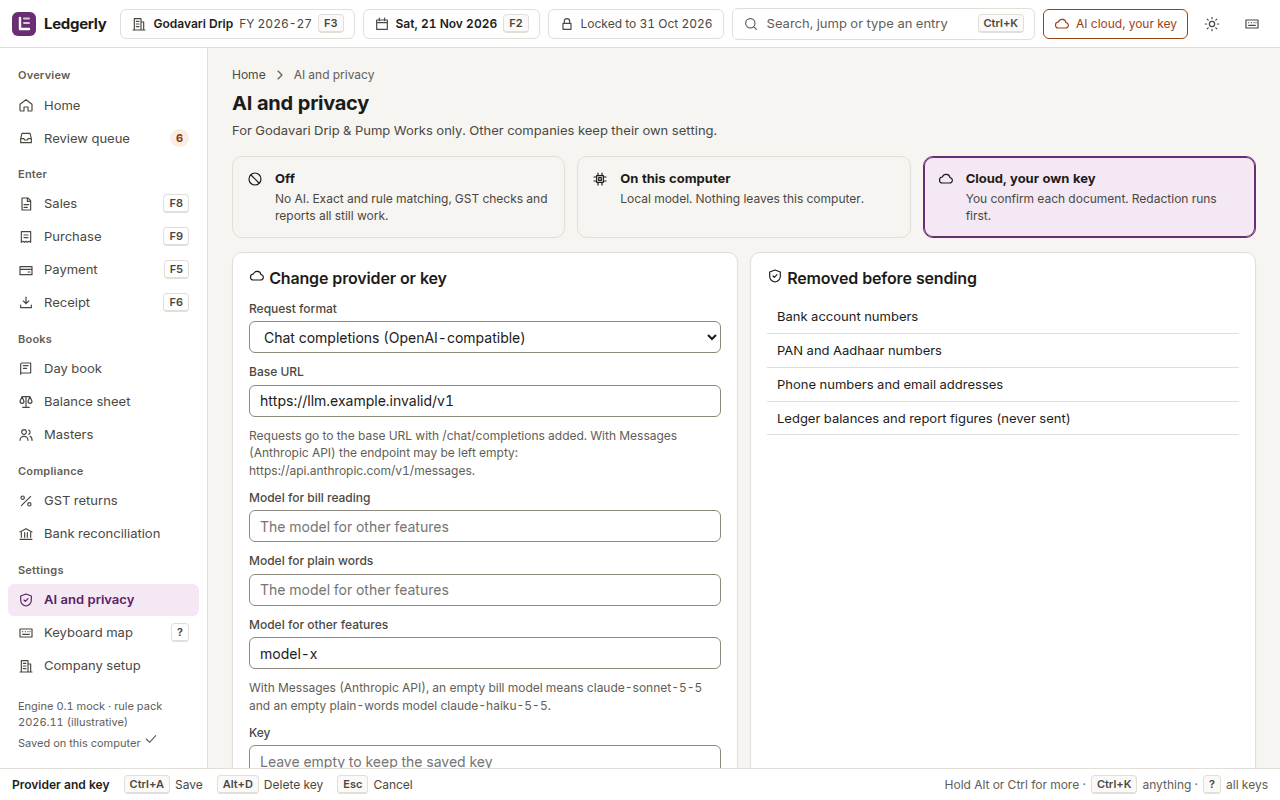 Ledgerly
Godavari Drip FY 2026-27 F3
Sat, 21 Nov 2026 F2
Locked to 31 Oct 2026
Search, jump or type an entry Ctrl+K
AI cloud, your key
Overview
Home
Review queue 6
Enter
Sales F8
Purchase F9
Payment F5
Receipt F6
Books
Day book
Balance sheet
Masters
Compliance
GST returns
Bank reconciliation
Settings
AI and privacy
Keyboard map ?
Company setup
Engine 0.1 mock · rule pack
2026.11 (illustrative)
Saved on this computer
Home > AI and privacy
AI and privacy
For Godavari Drip & Pump Works only. Other companies keep their own setting.
Off
No AI. Exact and rule matching, GST checks and
reports all still work.
On this computer
Local model. Nothing leaves this computer.
Cloud, your own key
You confirm each document. Redaction runs
first.
Change provider or key
Request format
Chat completions (OpenAI-compatible)
Base URL
https://llm.example.invalid/v1
Requests go to the base URL with /chat/completions added. With Messages
(Anthropic API) the endpoint may be left empty:
https://api.anthropic.com/v1/messages.
Model for bill reading
The model for other features
Model for plain words
The model for other features
Model for other features
model-x
With Messages (Anthropic API), an empty bill model means claude-sonnet-5-5
and an empty plain-words model claude-haiku-5-5.
Key
Leave empty to keep the saved key
Removed before sending
Bank account numbers
PAN and Aadhaar numbers
Phone numbers and email addresses
Ledger balances and report figures (never sent)
Provider and key Ctrl+A Save Alt+D Delete key Esc Cancel
Hold Alt or Ctrl for more · Ctrl+K anything · ? all keys